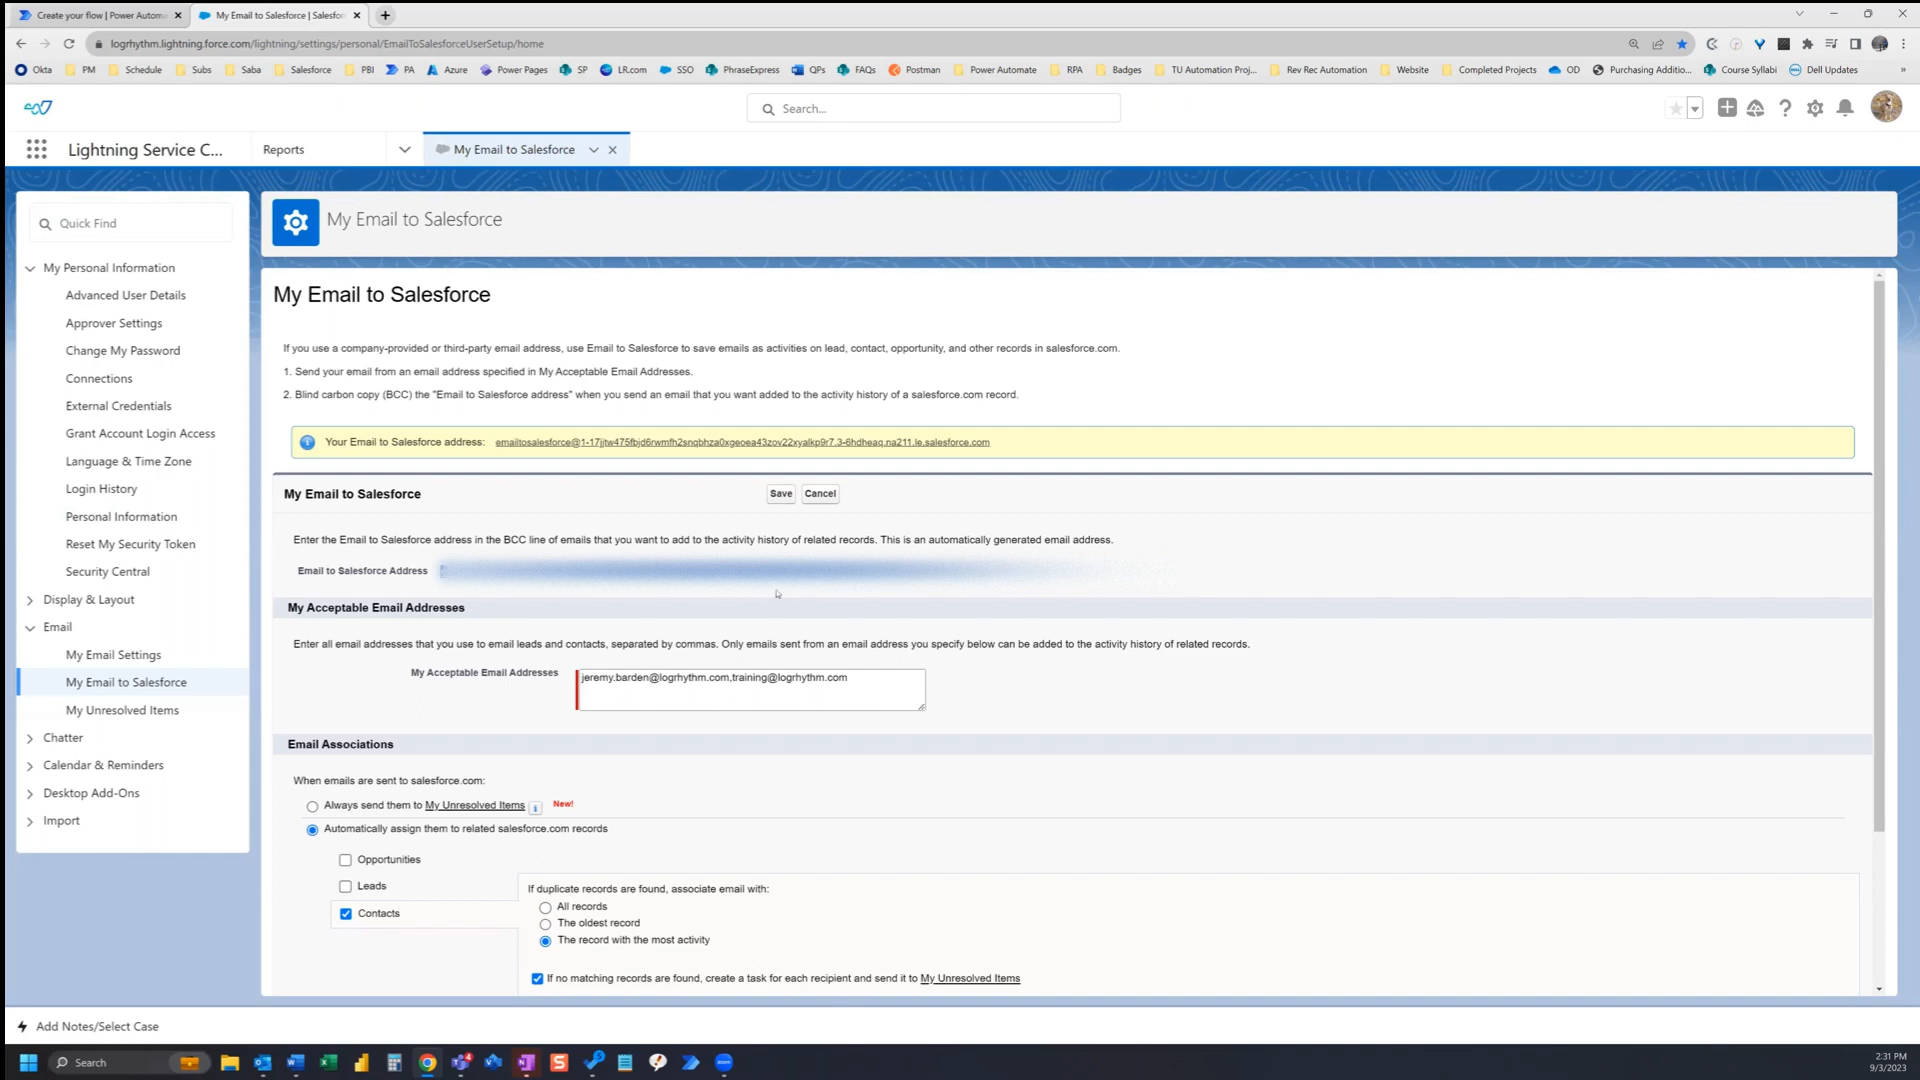 Create your flow | Power Autom
My Email to Salesforce | Salesfor
logrhythm.lightning.force.com/lightning/settings/personal/EmailToSalesforceUserSetup/home
Okta PM Schedule Subs Saba Salesforce PBI PA Azure Power Pages SP LR.com SSO PhraseExpress QPs FAQs Postman Power Automate RPA Badges TU Automation Proj... Rev Rec Automation Website Completed Projects OD Purchasing Additio... Course Syllabi Dell Updates »
Search...
Lightning Service C... Reports My Email to Salesforce
Quick Find
My Personal Information
Advanced User Details
Approver Settings
Change My Password
Connections
External Credentials
Grant Account Login Access
Language & Time Zone
Login History
Personal Information
Reset My Security Token
Security Central
Display & Layout
Email
My Email Settings
My Email to Salesforce
My Unresolved Items
Chatter
Calendar & Reminders
Desktop Add-Ons
Import
My Email to Salesforce
My Email to Salesforce
If you use a company-provided or third-party email address, use Email to Salesforce to save emails as activities on lead, contact, opportunity, and other records in salesforce.com.
1. Send your email from an email address specified in My Acceptable Email Addresses.
2. Blind carbon copy (BCC) the "Email to Salesforce address" when you send an email that you want added to the activity history of a salesforce.com record.
Your Email to Salesforce address: emailtosalesforce@1-17jjtw475fbjd6rwmfh2snqbhza0xgeoea43zov22xyalkp9r7.3-6hdheaq.na211.le.salesforce.com
My Email to Salesforce Save Cancel
Enter the Email to Salesforce address in the BCC line of emails that you want to add to the activity history of related records. This is an automatically generated email address.
Email to Salesforce Address
My Acceptable Email Addresses
Enter all email addresses that you use to email leads and contacts, separated by commas. Only emails sent from an email address you specify below can be added to the activity history of related records.
My Acceptable Email Addresses jeremy.barden@logrhythm.com,training@logrhythm.com
Email Associations
When emails are sent to salesforce.com:
Always send them to My Unresolved Items i New!
Automatically assign them to related salesforce.com records
Opportunities
Leads
Contacts
If duplicate records are found, associate email with:
All records
The oldest record
The record with the most activity
If no matching records are found, create a task for each recipient and send it to My Unresolved Items
Add Notes/Select Case
Search
2:31 PM
9/3/2023